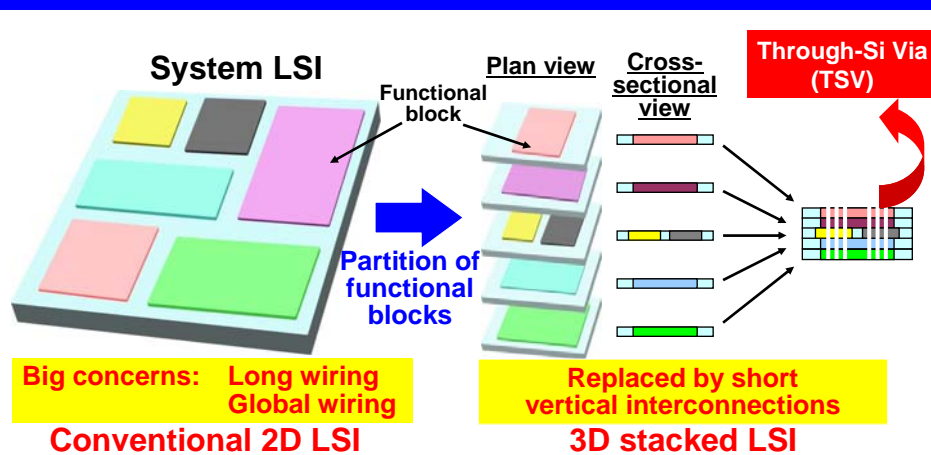 System LSI
Functional
block
Plan view
Cross-
sectional
view
Through-Si Via
(TSV)
Partition of
functional
blocks
Big concerns: Long wiring
Global wiring
Replaced by short
vertical interconnections
Conventional 2D LSI
3D stacked LSI